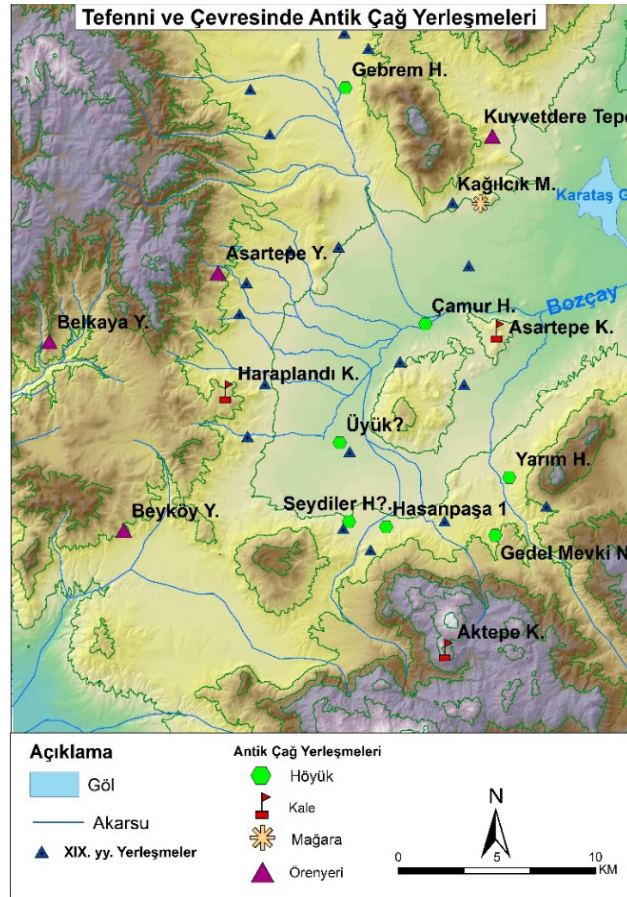 Tefenni ve Çevresinde Antik Çağ Yerleşmeleri
Gebrem H.
Kuvvetdere Tepe
Kağılcık M.
Karataş G
Asartepe Y.
Bozçay
Çamur H.
Asartepe K.
Belkaya Y.
Haraplandı K.
Üyük?
Yarım H.
Seydiler H?.
Hasanpaşa 1
Beyköy Y.
Gedel Mevki N
Aktepe K.
Açıklama
Göl
Akarsu
XIX. yy. Yerleşmeler
Antik Çağ Yerleşmeleri
Höyük
Kale
Mağara
Örenyeri
N
0 5 10
KM